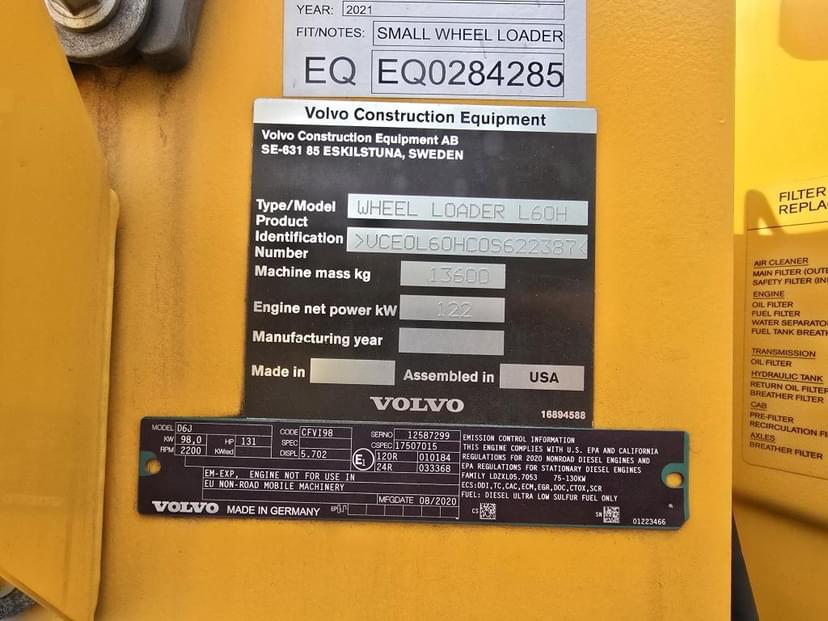 YEAR: 2021
FIT/NOTES: SMALL WHEEL LOADER
EQ EQ0284285
Volvo Construction Equipment
Volvo Construction Equipment AB
SE-631 85 ESKILSTUNA, SWEDEN
Type/Model WHEEL LOADER L60H
Product
Identification >VCE0L60HC0S622387<
Number
Machine mass kg 13600
Engine net power kW 122
Manufacturing year
Made in Assembled in USA
VOLVO
16894588
MODEL D6J CODE CFVI98 SERNO 12587299
KW 98,0 HP 131 SPEC CSPEC 17507015
RPM 2200 DISPL 5.702 E1 120R 010184
24R 033368
EM-EXP, ENGINE NOT FOR USE IN
EU NON-ROAD MOBILE MACHINERY
MFGDATE 08/2020
VOLVO MADE IN GERMANY
EMISSION CONTROL INFORMATION
THIS ENGINE COMPLIES WITH U.S. EPA AND CALIFORNIA
REGULATIONS FOR 2020 NONROAD DIESEL ENGINES AND
EPA REGULATIONS FOR STATIONARY DIESEL ENGINES
FAMILY LDZXL05.7053 75-130KW
ECS:DDI,TC,CAC,ECM,EGR,DOC,CTOX,SCR
FUEL: DIESEL ULTRA LOW SULFUR FUEL ONLY
CS SN 01223466
FILTER
REPLA
AIR CLEANER
MAIN FILTER (OUT
SAFETY FILTER (IN
ENGINE
OIL FILTER
FUEL FILTER
WATER SEPARATO
FUEL TANK BREATH
TRANSMISSION
OIL FILTER
HYDRAULIC TANK
RETURN OIL FILTE
BREATHER FILTER
CAB
PRE-FILTER
RECIRCULATION FI
AXLES
BREATHER FILTER